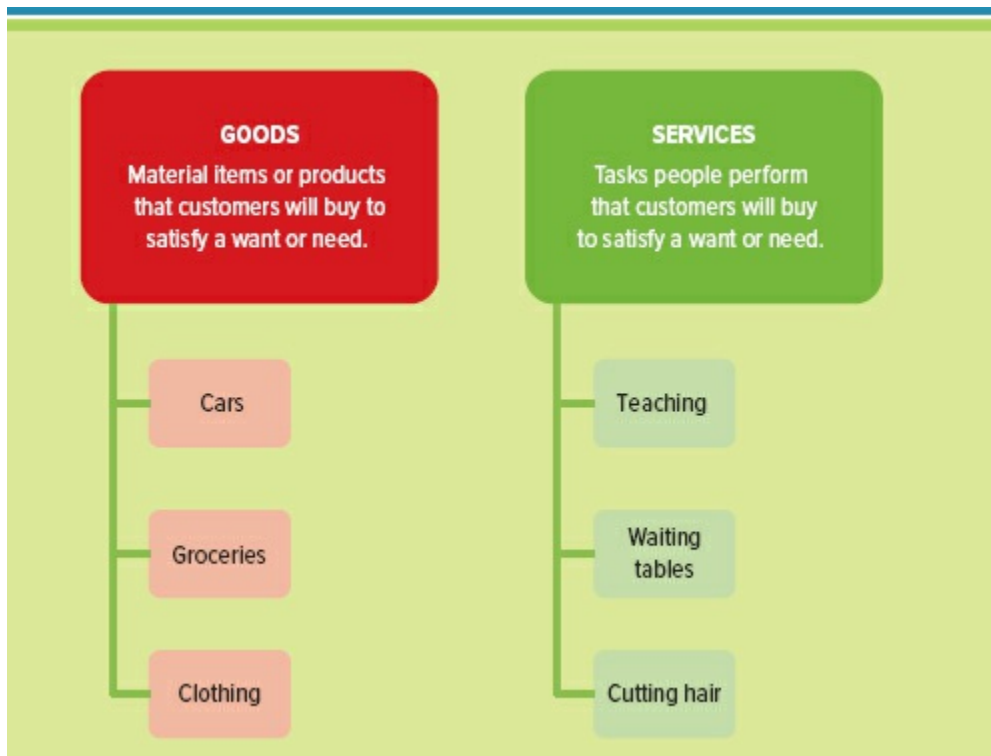 GOODS
Material items or products
that customers will buy to
satisfy a want or need.
Cars
Groceries
Clothing
SERVICES
Tasks people perform
that customers will buy
to satisfy a want or need.
Teaching
Waiting
tables
Cutting hair